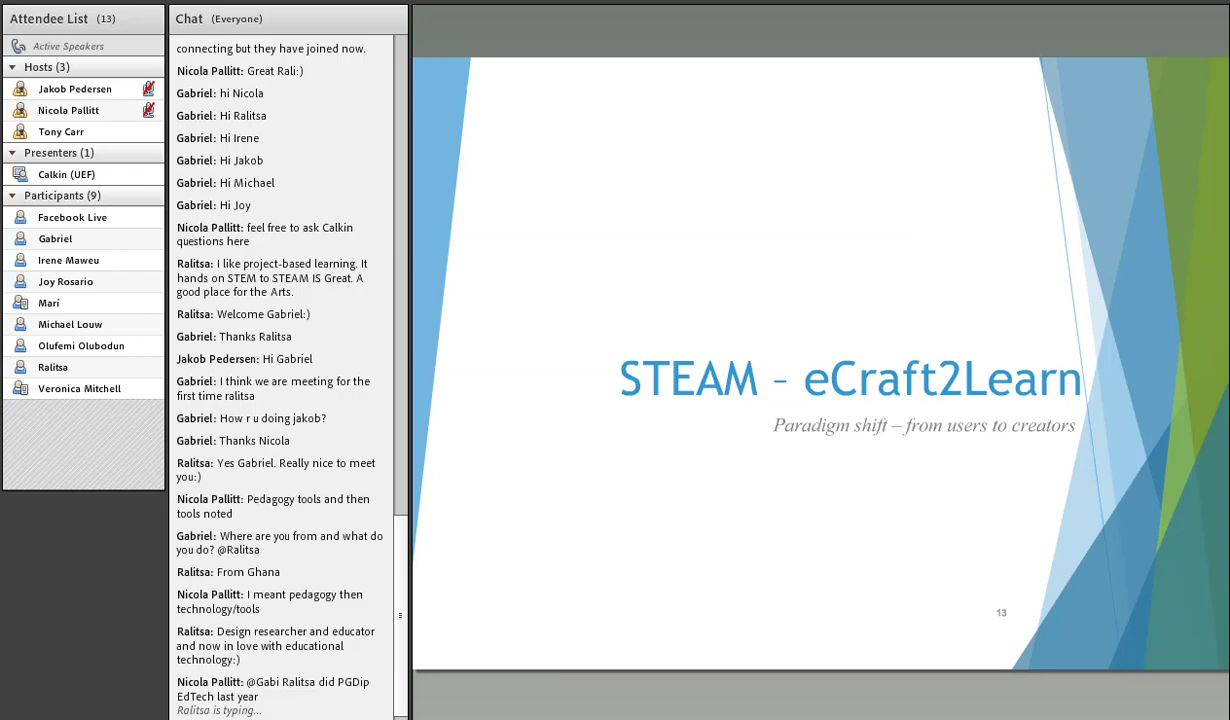 Attendee List (13)
Active Speakers
Hosts (3)
Jakob Pedersen
Nicola Pallitt
Tony Carr
Presenters (1)
Calkin (UEF)
Participants (9)
Facebook Live
Gabriel
Irene Maweu
Joy Rosario
Marí
Michael Louw
Olufemi Olubodun
Ralitsa
Veronica Mitchell
Chat (Everyone)
connecting but they have joined now.
Nicola Pallitt: Great Rali:)
Gabriel: hi Nicola
Gabriel: Hi Ralitsa
Gabriel: Hi Irene
Gabriel: Hi Jakob
Gabriel: Hi Michael
Gabriel: Hi Joy
Nicola Pallitt: feel free to ask Calkin
questions here
Ralitsa: I like project-based learning. It
hands on STEM to STEAM IS Great. A
good place for the Arts.
Ralitsa: Welcome Gabriel:)
Gabriel: Thanks Ralitsa
Jakob Pedersen: Hi Gabriel
Gabriel: I think we are meeting for the
first time ralitsa
Gabriel: How r u doing jakob?
Gabriel: Thanks Nicola
Ralitsa: Yes Gabriel. Really nice to meet
you:)
Nicola Pallitt: Pedagogy tools and then
tools noted
Gabriel: Where are you from and what do
you do? @Ralitsa
Ralitsa: From Ghana
Nicola Pallitt: I meant pedagogy then
technology/tools
Ralitsa: Design researcher and educator
and now in love with educational
technology:)
Nicola Pallitt: @Gabi Ralitsa did PGDip
EdTech last year
Ralitsa is typing...
STEAM – eCraft2Learn
Paradigm shift – from users to creators
13